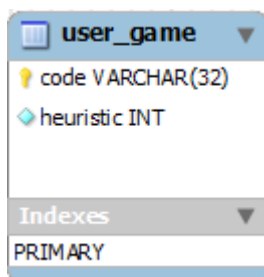 user_game
code VARCHAR(32)
heuristic INT
Indexes
PRIMARY